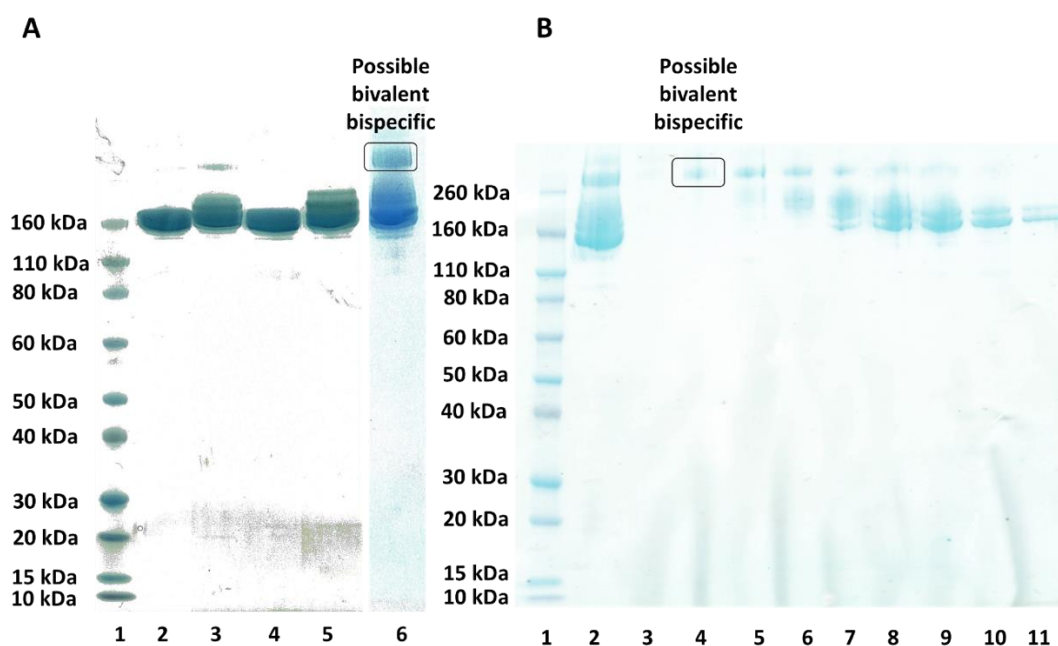 A
B
Possible
bivalent
bispecific
160 kDa
110 kDa
80 kDa
60 kDa
50 kDa
40 kDa
30 kDa
20 kDa
15 kDa
10 kDa
1 2 3 4 5 6
Possible
bivalent
bispecific
260 kDa
160 kDa
110 kDa
80 kDa
60 kDa
50 kDa
40 kDa
30 kDa
20 kDa
15 kDa
10 kDa
1 2 3 4 5 6 7 8 9 10 11